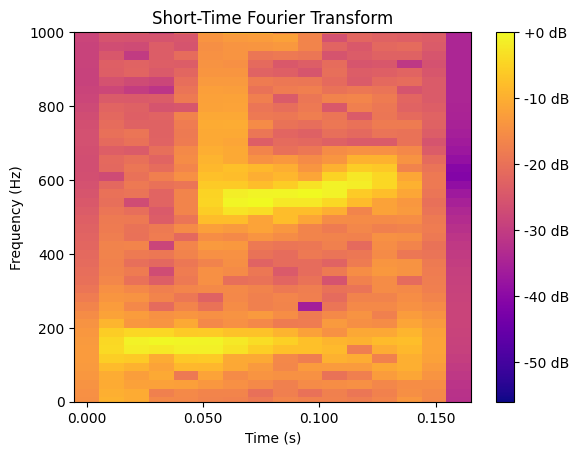 Short-Time Fourier Transform
1000
800
600
400
200
0
Frequency (Hz)
0.000 0.050 0.100 0.150
Time (s)
+0 dB
-10 dB
-20 dB
-30 dB
-40 dB
-50 dB